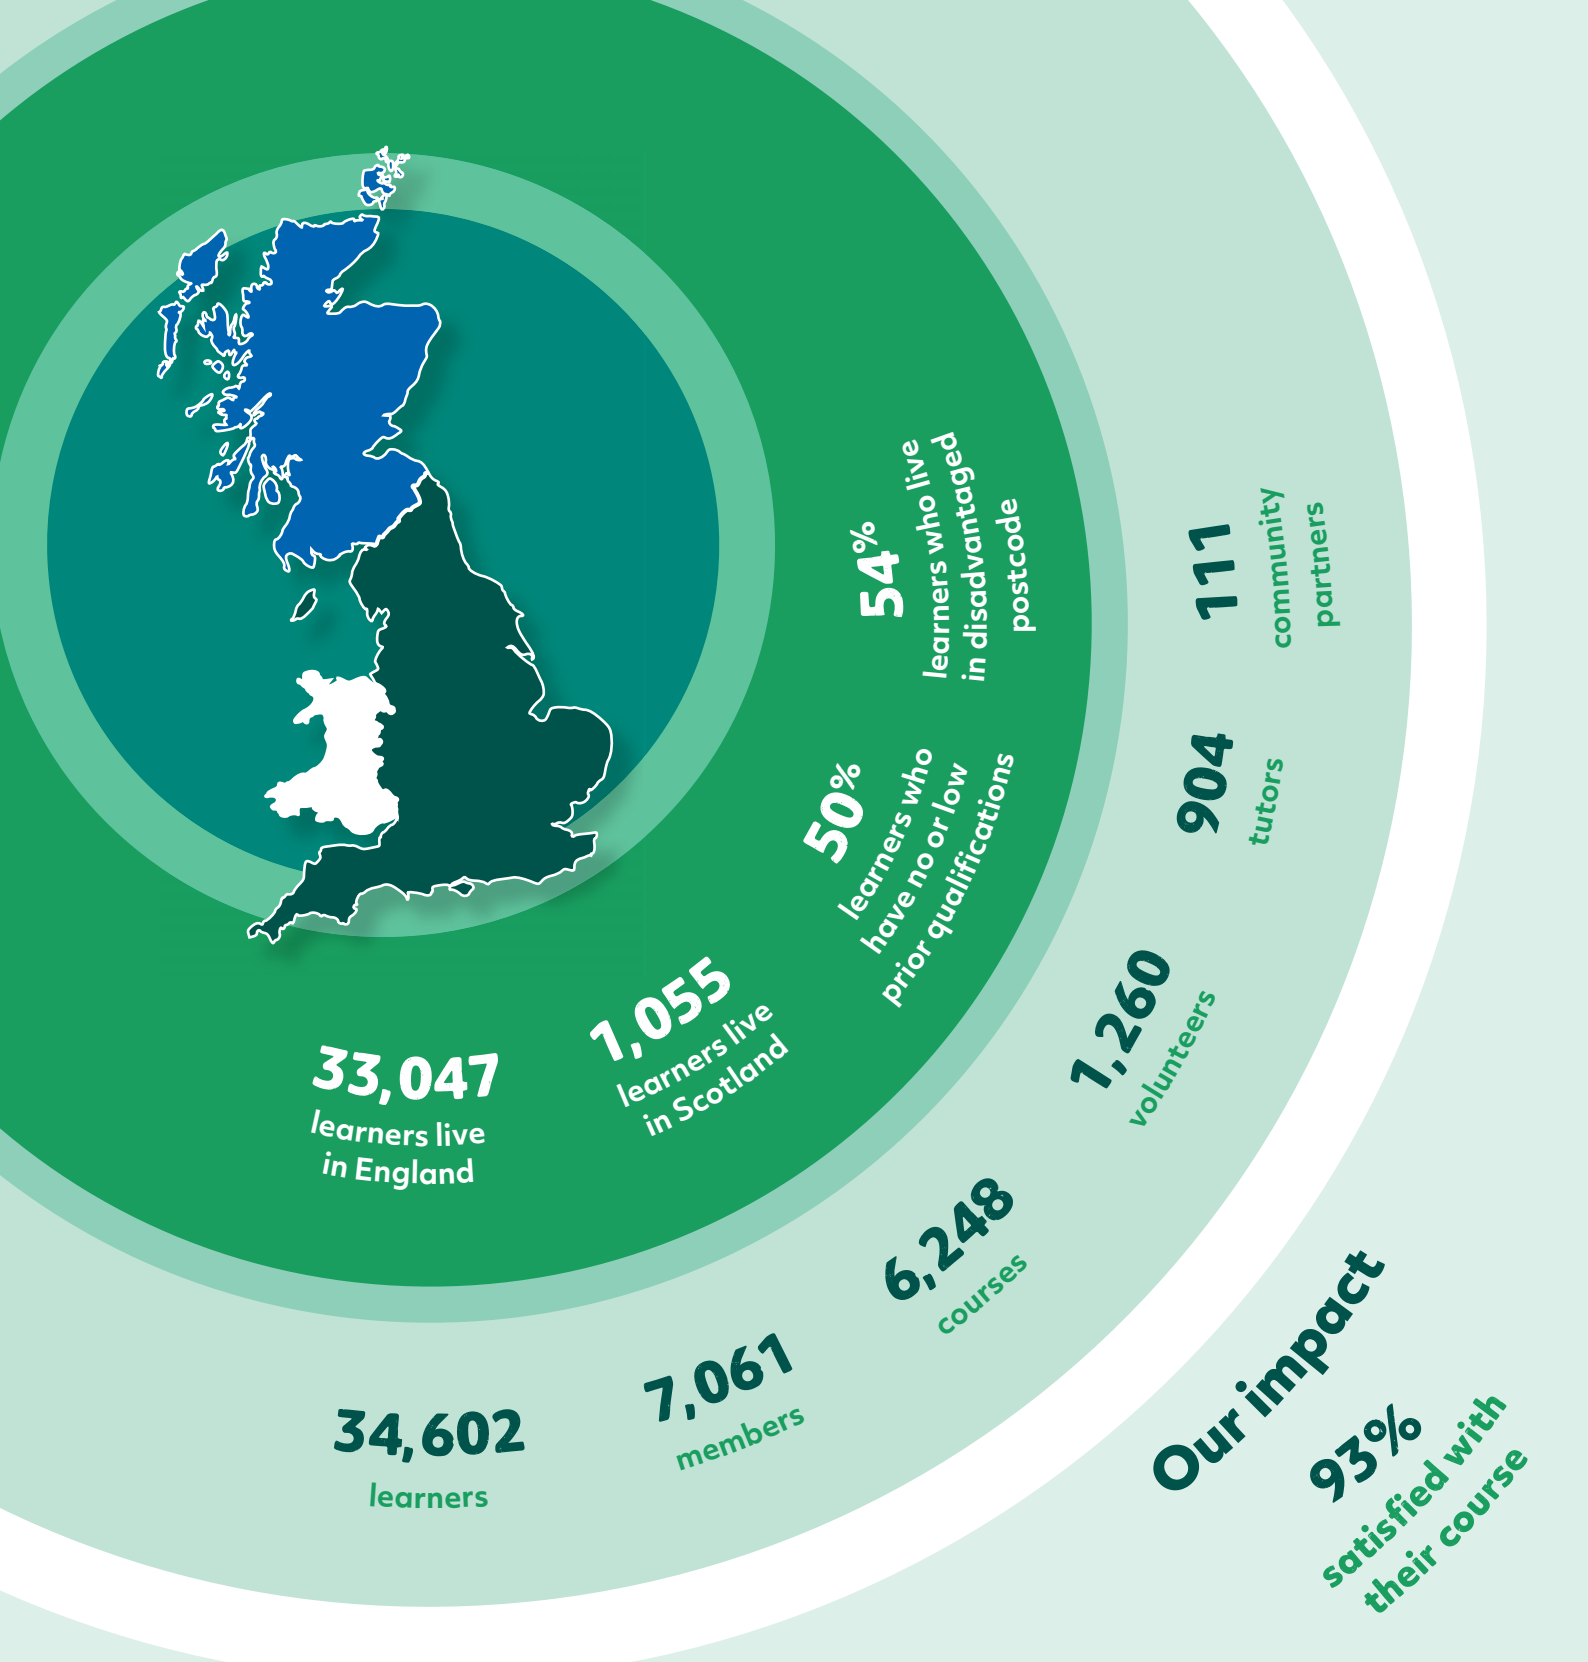 54%
learners who live
in disadvantaged
postcode
50%
learners who
have no or low
prior qualifications
1,055
learners live
in Scotland
33,047
learners live
in England
111
community
partners
904
tutors
1,260
volunteers
6,248
courses
7,061
members
34,602
learners
Our impact
93%
satisfied with
their course